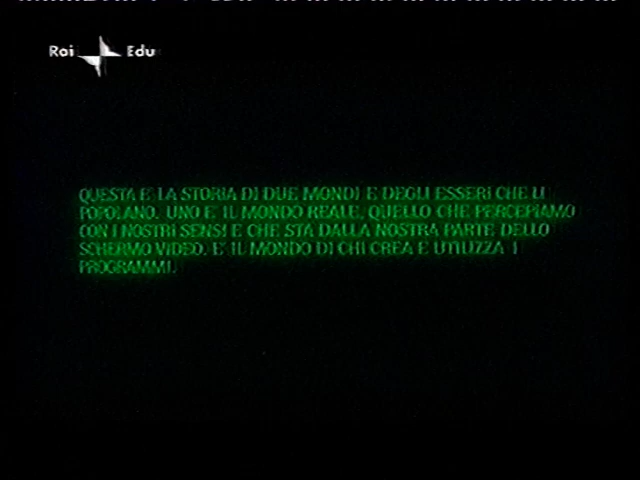 Rai Edu
QUESTA E' LA STORIA DI DUE MONDI E DEGLI ESSERI CHE LI
POPOLANO. UNO E' IL MONDO REALE. QUELLO CHE PERCEPIAMO
CON I NOSTRI SENSI E CHE STA DALLA NOSTRA PARTE DELLO
SCHERMO VIDEO. E' IL MONDO DI CHI CREA E UTILIZZA I
PROGRAMMI.